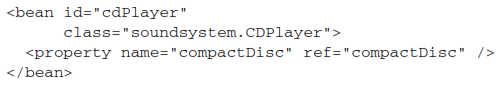 <bean id="cdPlayer"
      class="soundsystem.CDPlayer">
  <property name="compactDisc" ref="compactDisc" />
</bean>